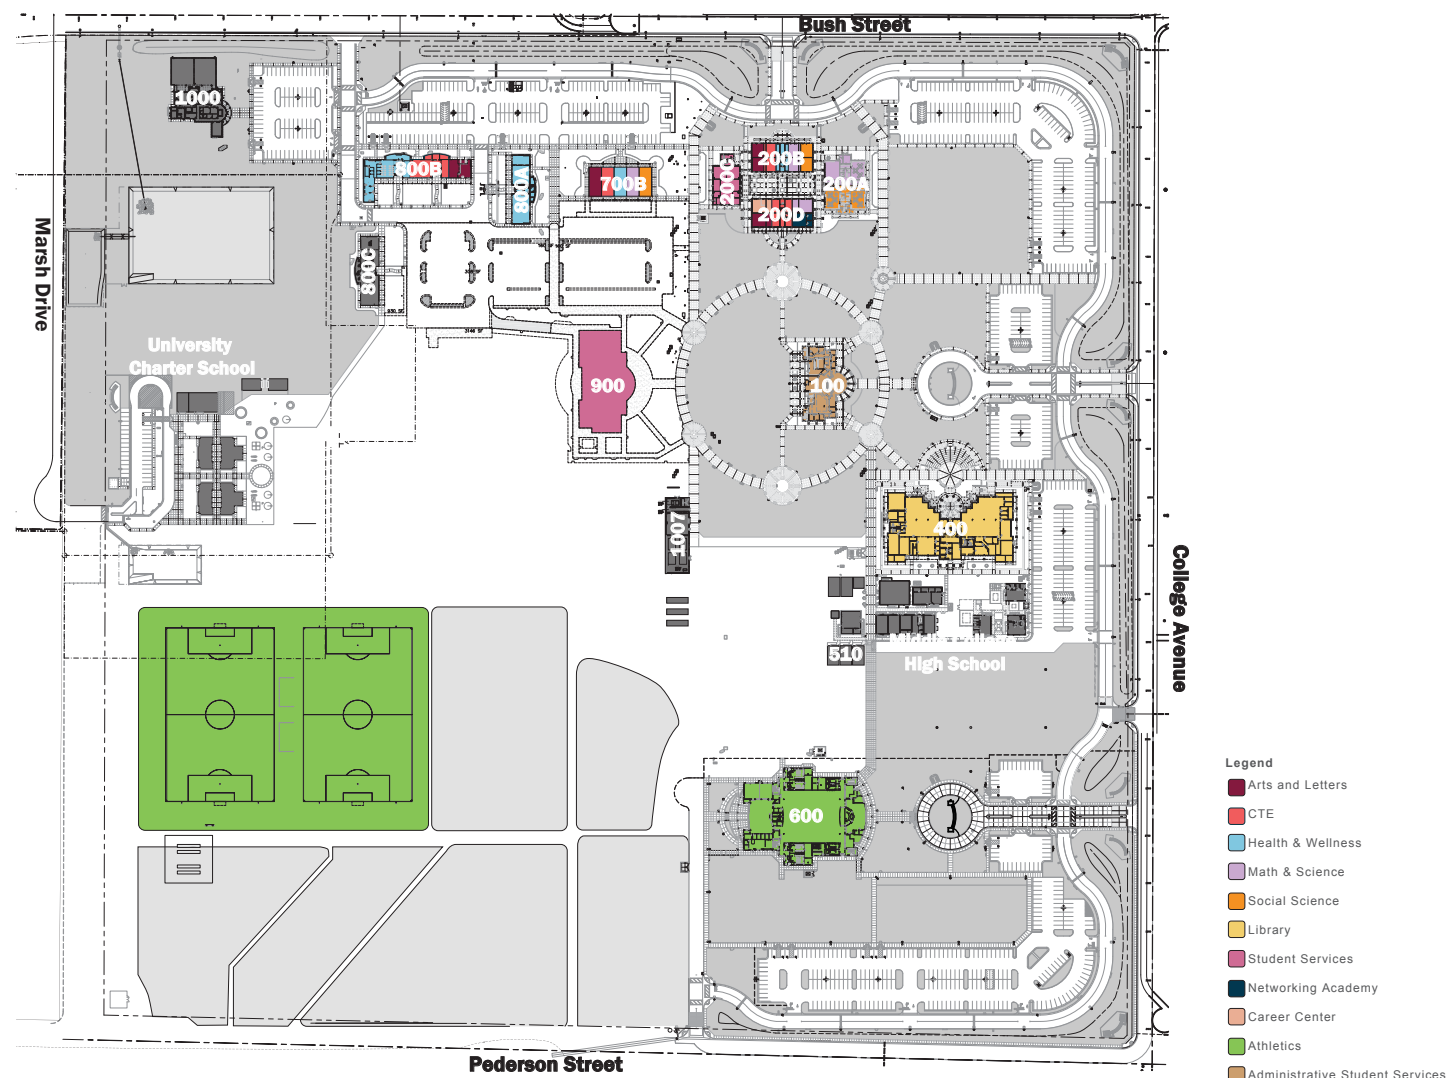 Bush Street
1000
800B
800A
700B
200C
200B
200A
200D
Marsh Drive
800C
University
Charter School
900
100
400
1007
College Avenue
510
High School
600
Pederson Street
Legend
Arts and Letters
CTE
Health & Wellness
Math & Science
Social Science
Library
Student Services
Networking Academy
Career Center
Athletics
Administrative Student Services